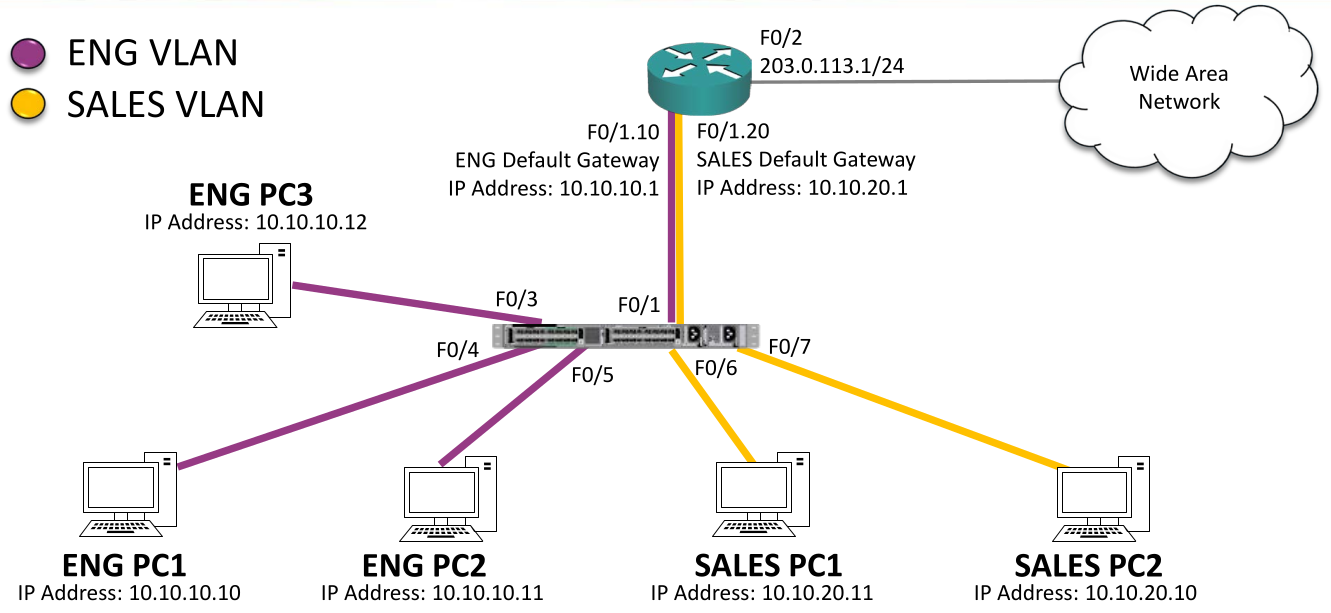 ENG VLAN
SALES VLAN
F0/2
203.0.113.1/24
Wide Area
Network
F0/1.10
ENG Default Gateway
IP Address: 10.10.10.1
F0/1.20
SALES Default Gateway
IP Address: 10.10.20.1
ENG PC3
IP Address: 10.10.10.12
F0/3
F0/1
F0/4
F0/5
F0/6
F0/7
ENG PC1
IP Address: 10.10.10.10
ENG PC2
IP Address: 10.10.10.11
SALES PC1
IP Address: 10.10.20.11
SALES PC2
IP Address: 10.10.20.10